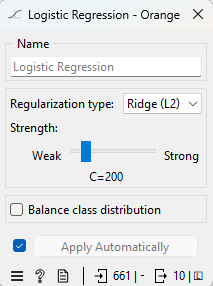 Logistic Regression - Orange
Name
Logistic Regression
Regularization type: Ridge (L2)
Strength:
Weak Strong
C=200
Balance class distribution
Apply Automatically
? 661 | - 10 |